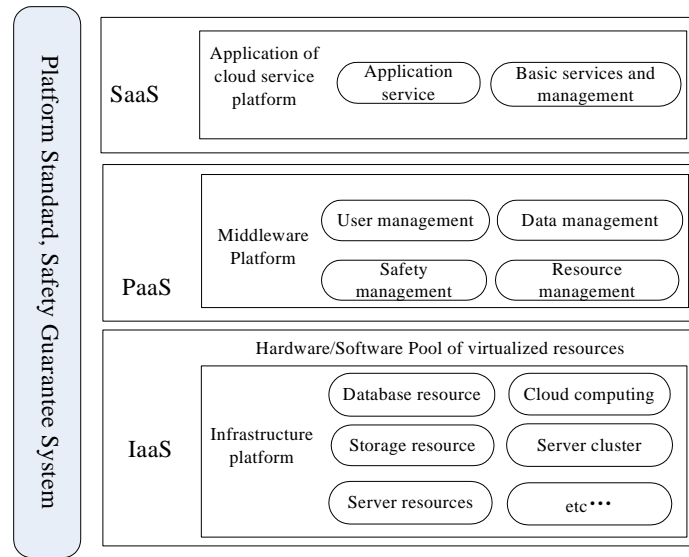 Platform Standard, Safety Guarantee System
SaaS
Application of
cloud service
platform
Application
service
Basic services and
management
PaaS
Middleware
Platform
User management
Data management
Safety
management
Resource
management
IaaS
Hardware/Software Pool of virtualized resources
Infrastructure
platform
Database resource
Cloud computing
Storage resource
Server cluster
Server resources
etc···